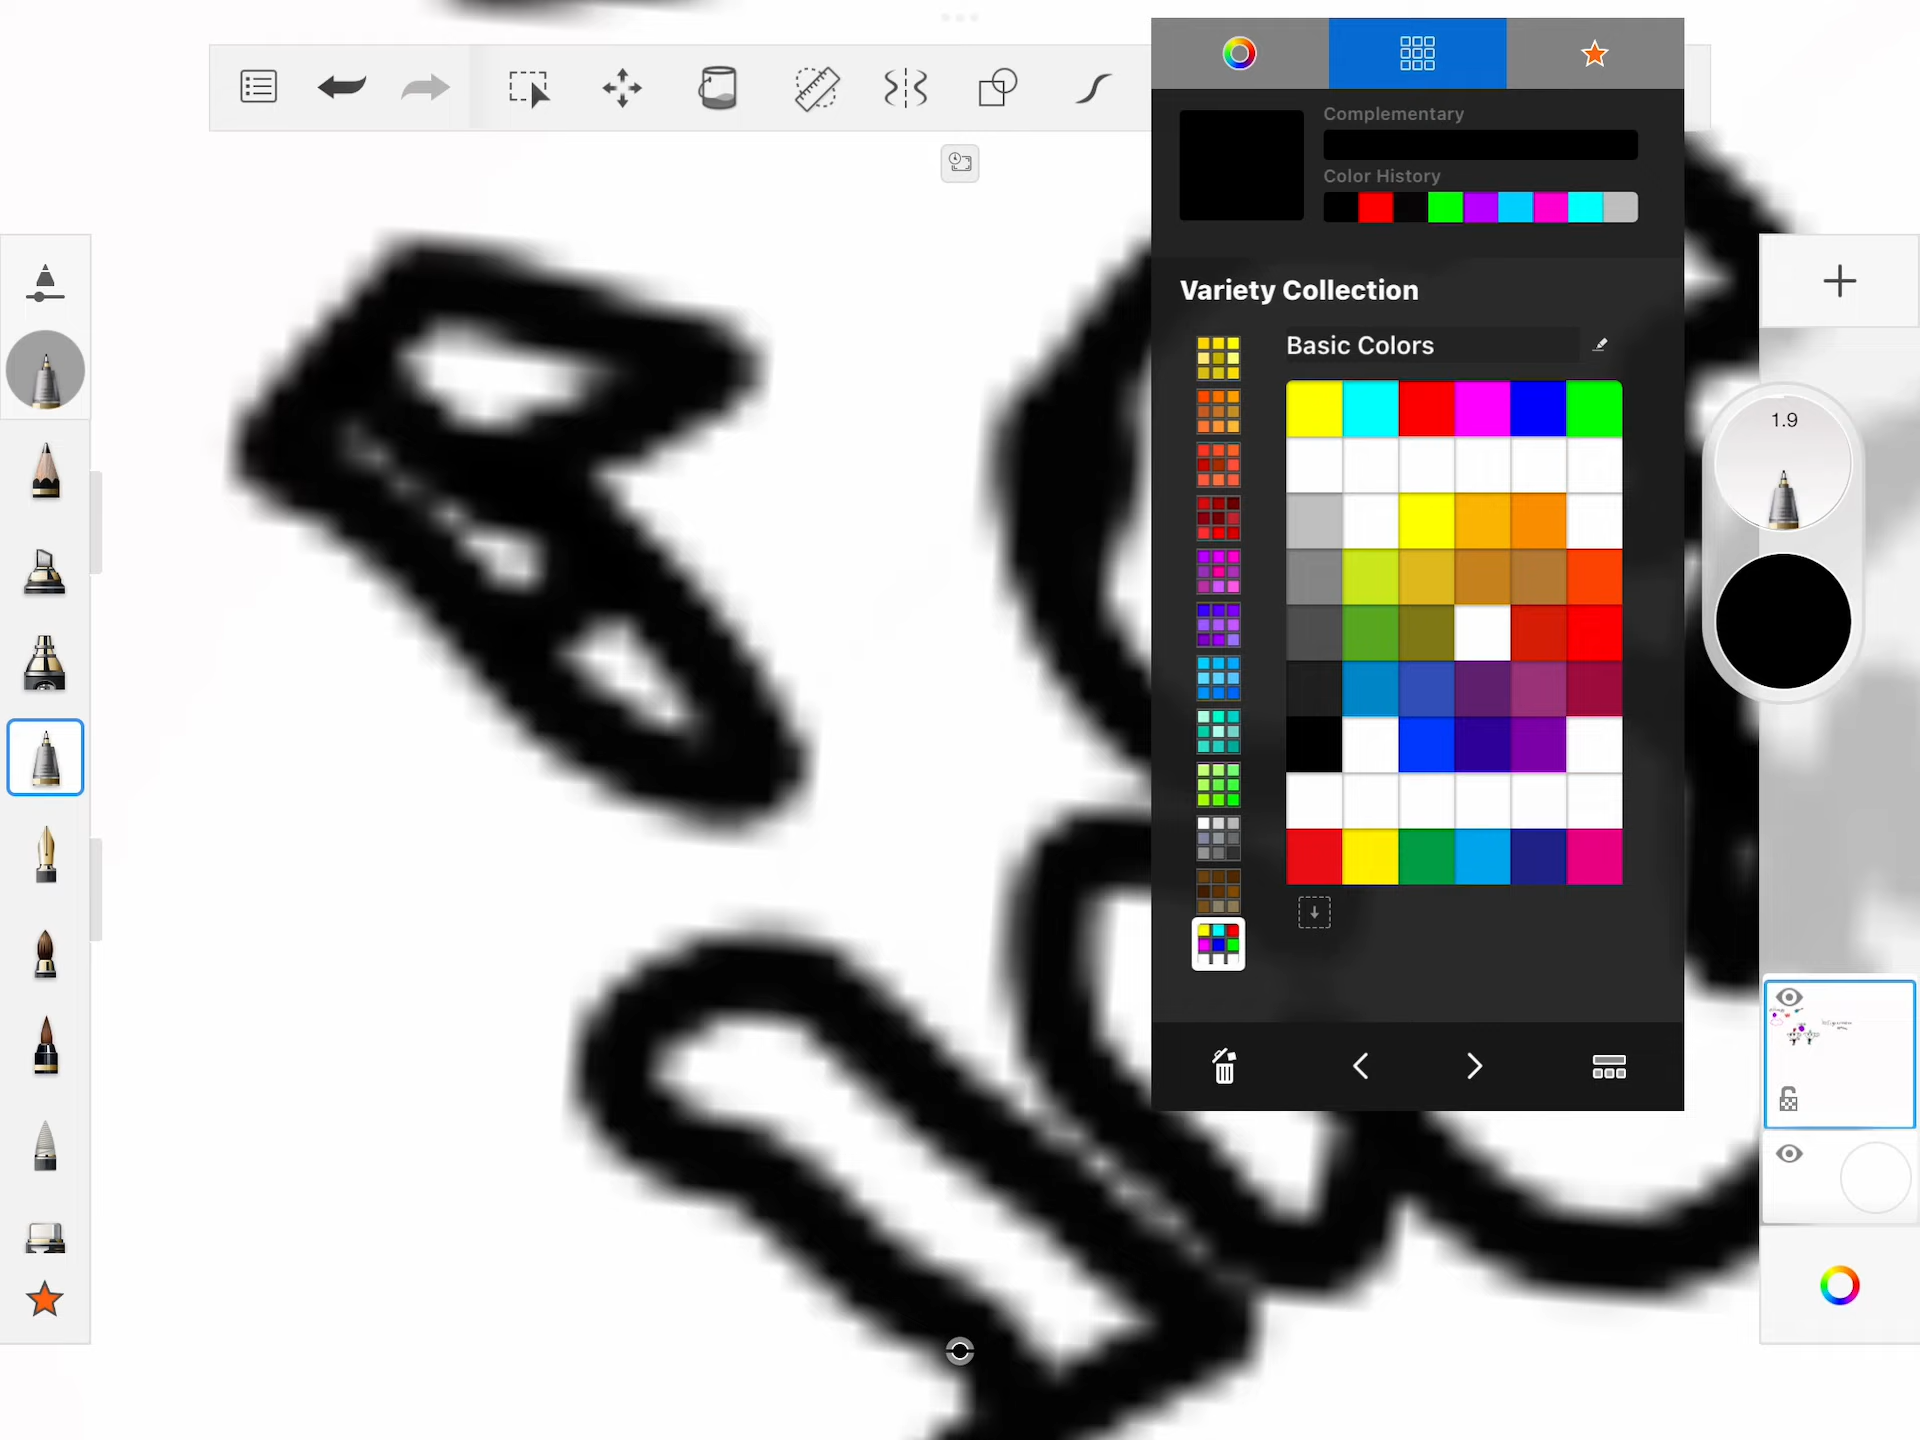 Complementary
Color History
Variety Collection
Basic Colors
1.9